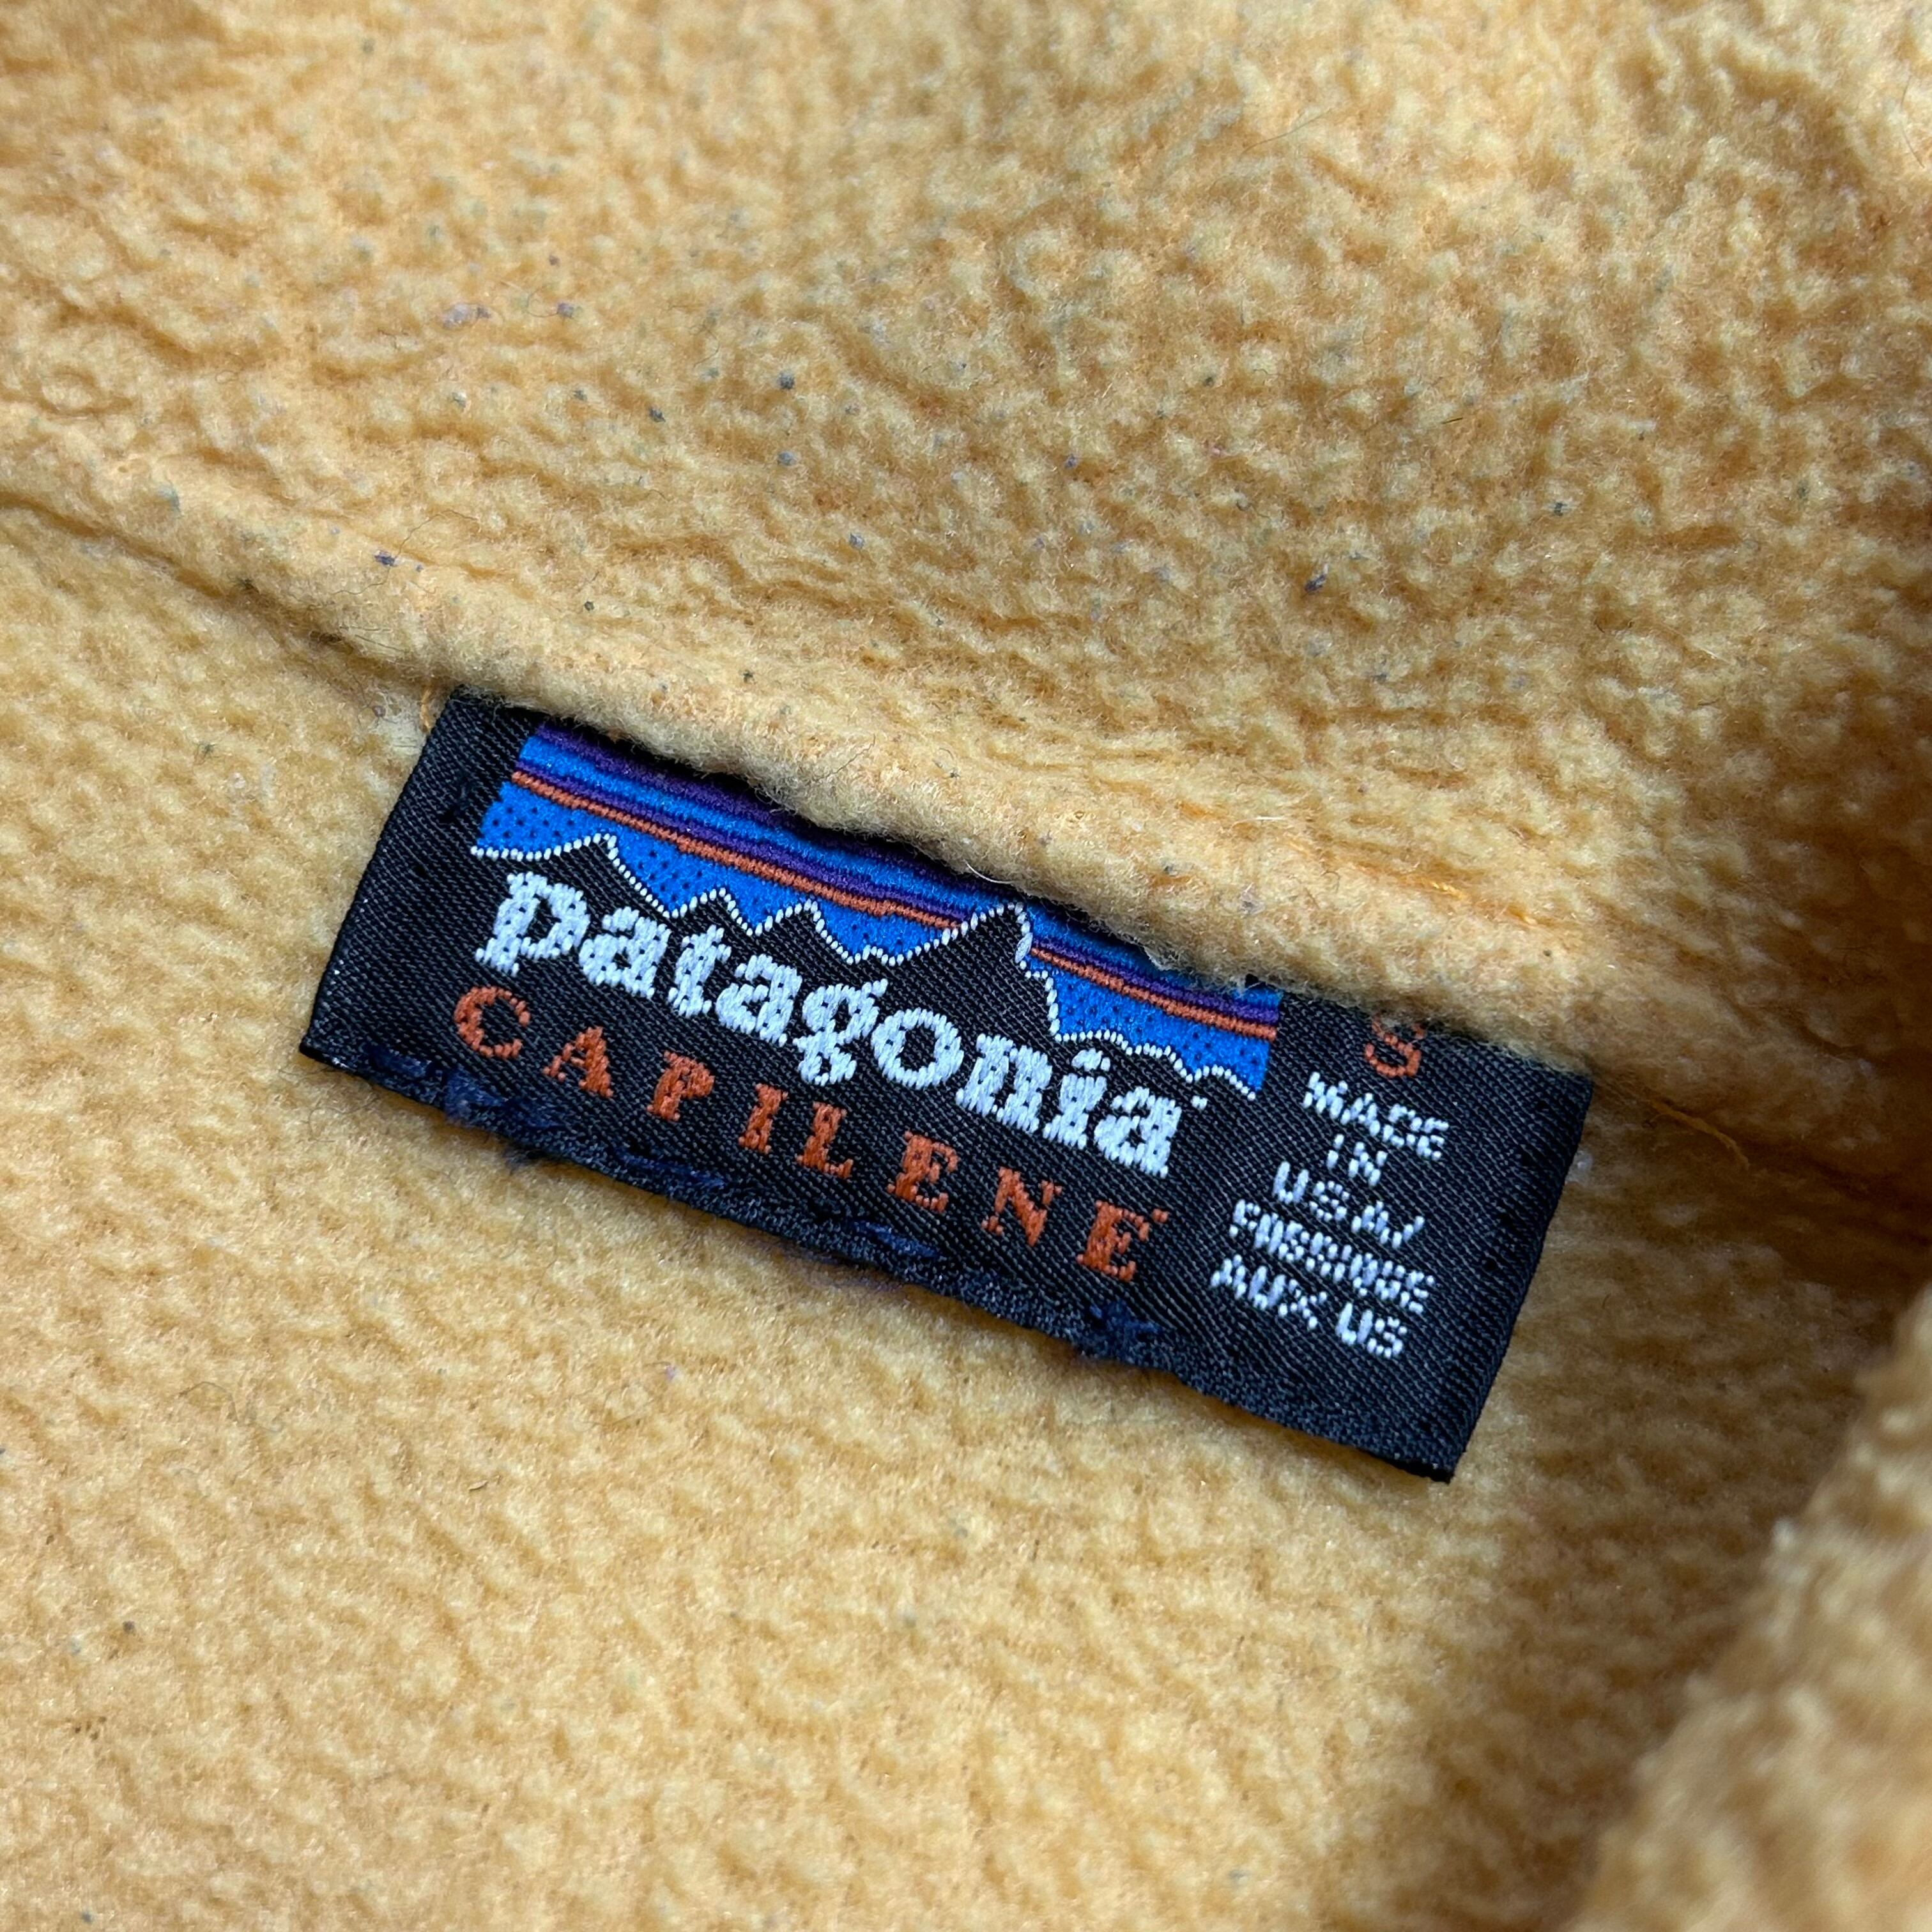 patagonia
CAPILENE
S
MADE
IN
USA/
FABRIQUE
AUX US